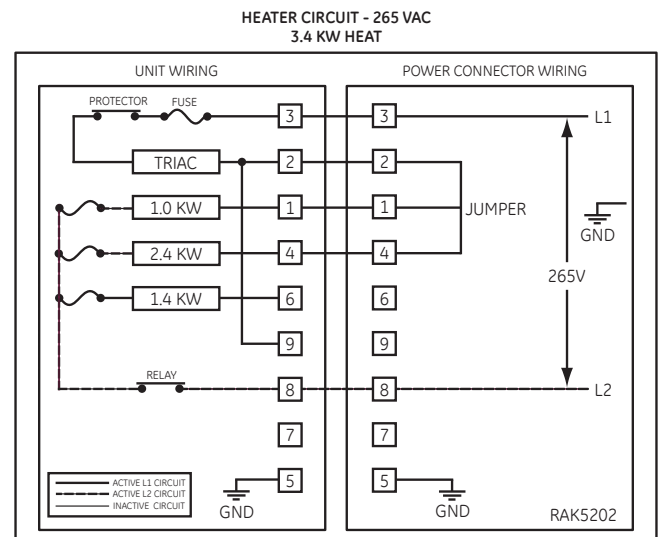 HEATER CIRCUIT - 265 VAC
3.4 KW HEAT
UNIT WIRING
POWER CONNECTOR WIRING
PROTECTOR
FUSE
3
3
L1
TRIAC
2
2
1.0 KW
1
1
JUMPER
GND
2.4 KW
4
4
265V
1.4 KW
6
6
9
9
RELAY
8
8
L2
7
7
ACTIVE L1 CIRCUIT
ACTIVE L2 CIRCUIT
INACTIVE CIRCUIT
5
5
GND
GND
RAK5202